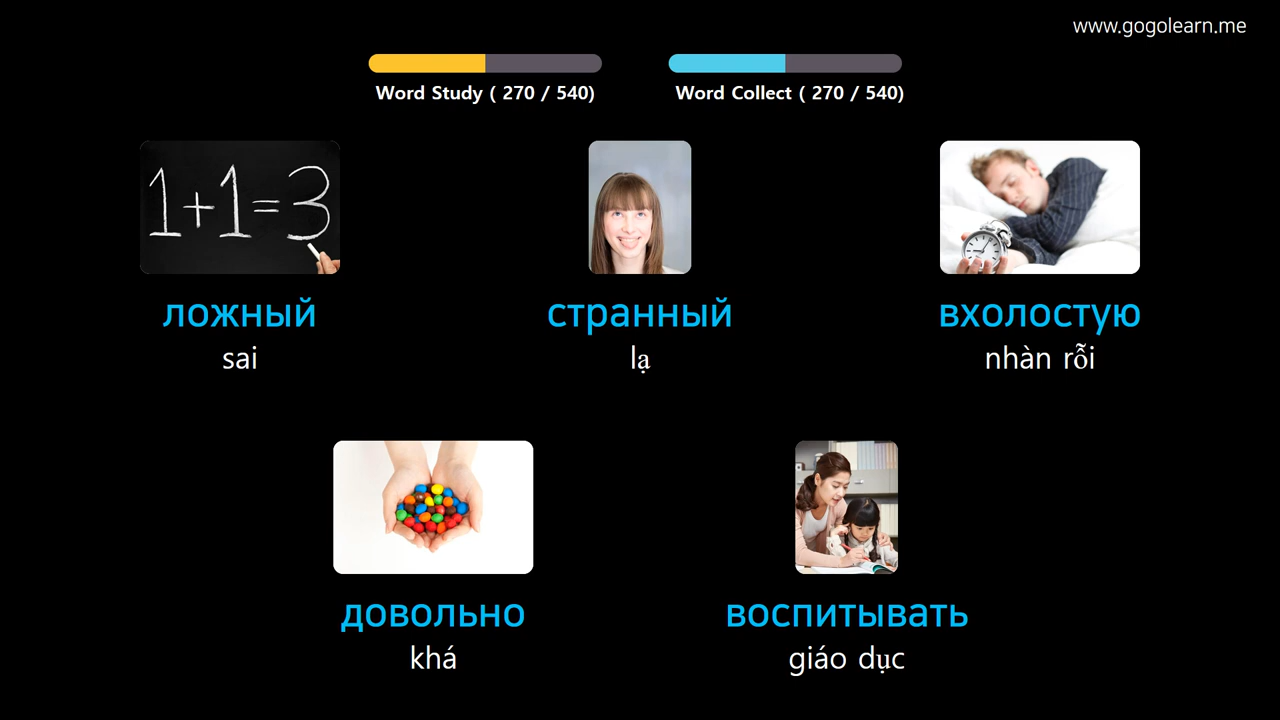 www.gogolearn.me
Word Study ( 270 / 540)
Word Collect ( 270 / 540)
1+1=3
ложный
sai
странный
lạ
вхолостую
nhàn rỗi
довольно
khá
воспитывать
giáo dục